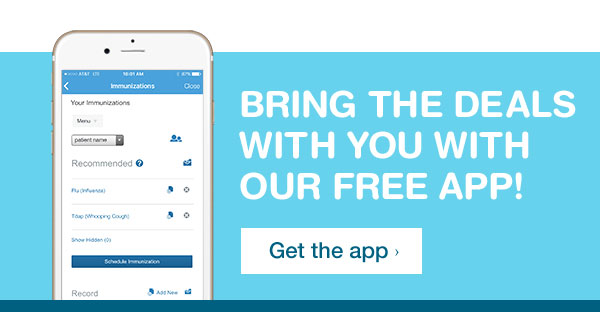 AT&T LTE 10:01 AM 87%
Immunizations Close
Your Immunizations
Menu
patient name
Recommended ?
Flu (Influenza)
Tdap (Whooping Cough)
Show Hidden (0)
Schedule Immunization
Record Add New
BRING THE DEALS
WITH YOU WITH
OUR FREE APP!
Get the app ›